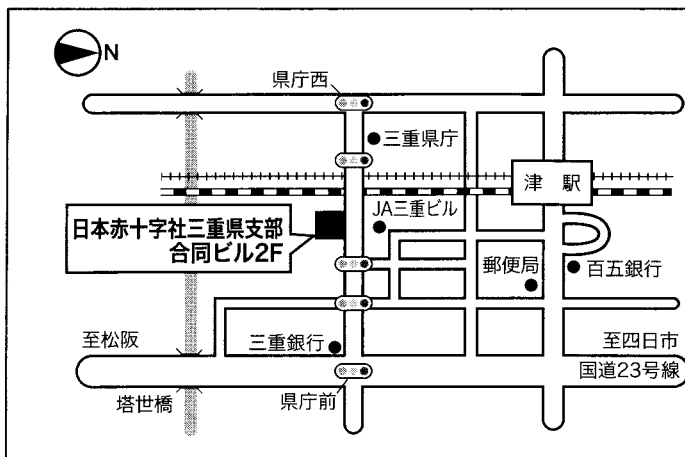 N
県庁西
三重県庁
津 駅
JA三重ビル
日本赤十字社三重県支部
合同ビル2F
郵便局
百五銀行
至松阪
三重銀行
至四日市
国道23号線
塔世橋
県庁前